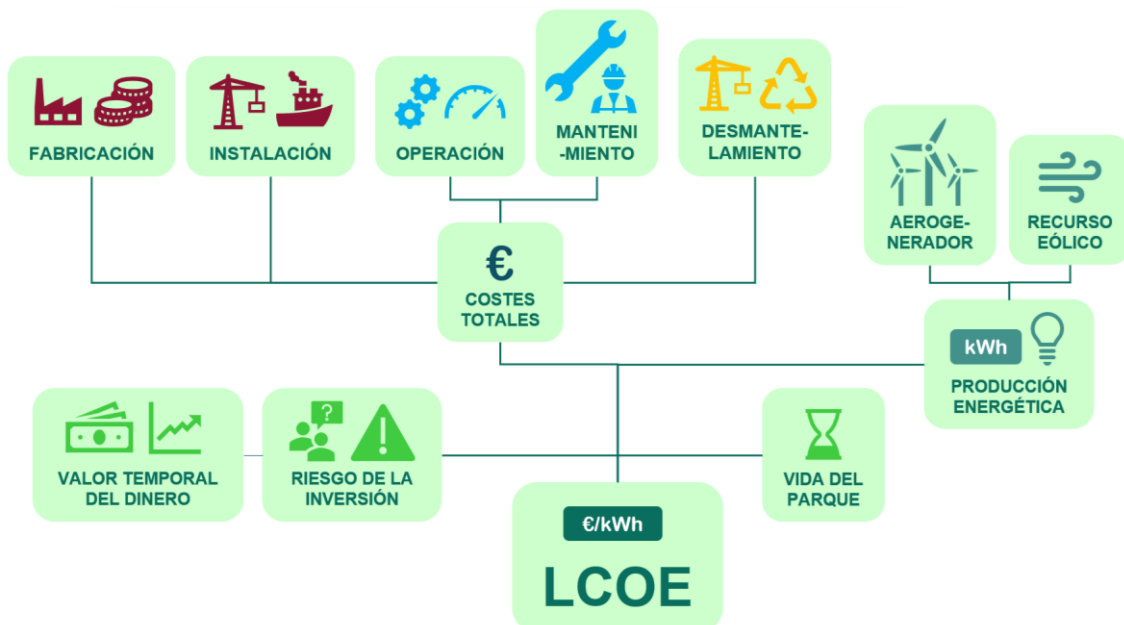 FABRICACIÓN
INSTALACIÓN
OPERACIÓN
MANTENI
-MIENTO
DESMANTE-
LAMIENTO
AEROGE-
NERADOR
RECURSO
EÓLICO
€
COSTES
TOTALES
kWh
PRODUCCIÓN
ENERGÉTICA
VALOR TEMPORAL
DEL DINERO
?
RIESGO DE LA
INVERSIÓN
VIDA DEL
PARQUE
€/kWh
LCOE